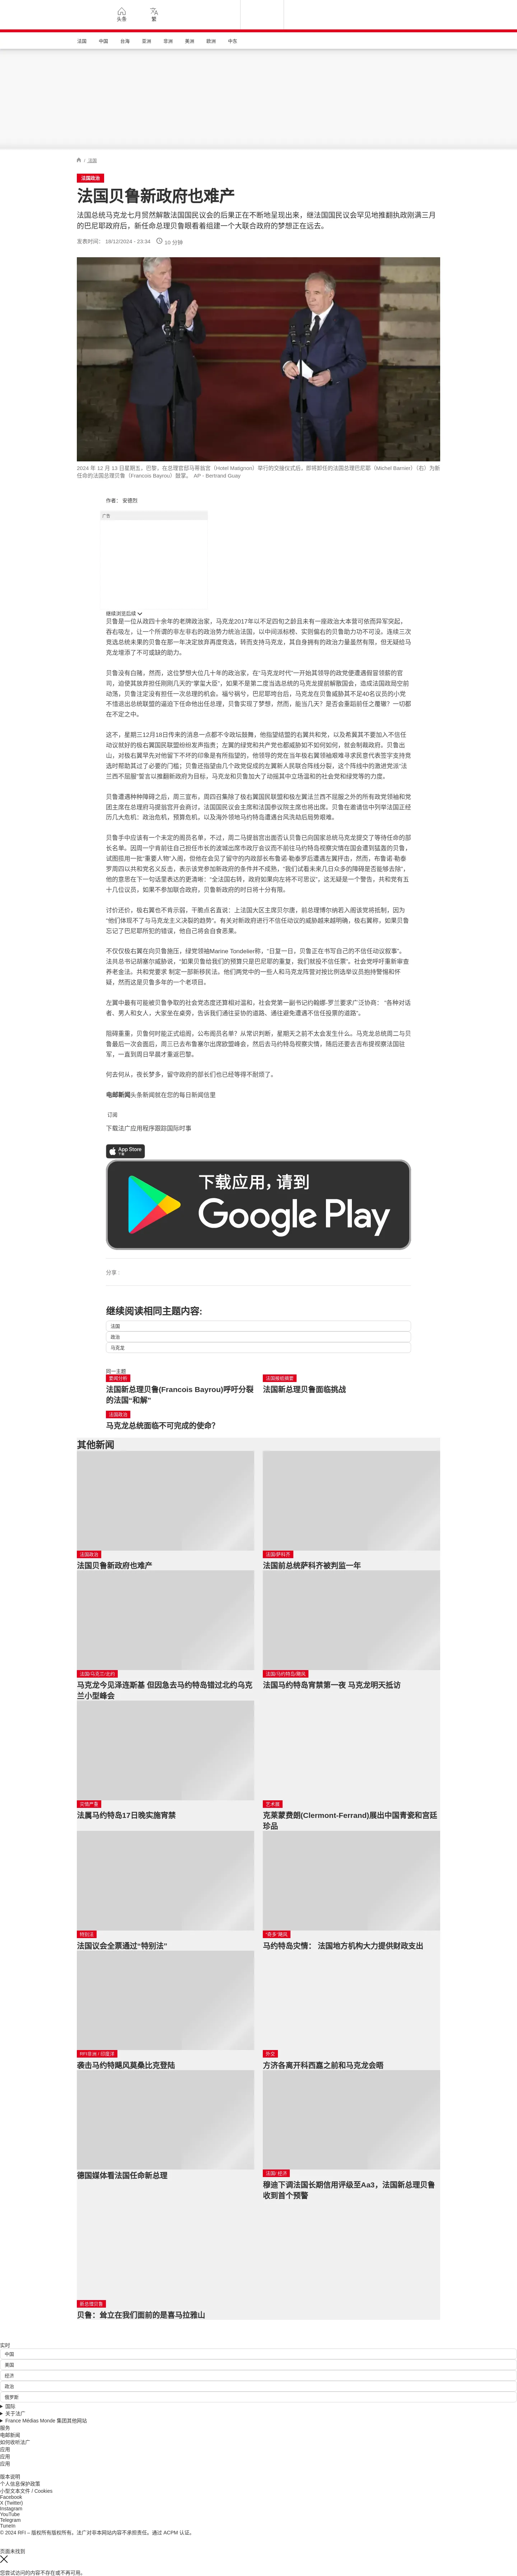 头条
繁
法国
中国
台海
亚洲
非洲
美洲
欧洲
中东
/ 法国
法国政治
法国贝鲁新政府也难产
法国总统马克龙七月贸然解散法国国民议会的后果正在不断地呈现出来，继法国国民议会罕见地推翻执政刚满三月
的巴尼耶政府后，新任命总理贝鲁眼看着组建一个大联合政府的梦想正在远去。
发表时间： 19/12/2024 - 23:34
10 分钟
2024 年 12 月 13 日星期五，巴黎，在总理官邸马蒂翁宫（Hotel Matignon）举行的交接仪式后，即将卸任的法国总理巴尼耶（Michel Barnier）（右）为新
任命的法国总理贝鲁（Francois Bayrou）鼓掌。 AP - Bertrand Guay
作者： 安德烈
广告
继续浏览后续
贝鲁是一位从政四十余年的老牌政治家，马克龙2017年以不足四旬之龄且未有一座政治大本营可依而异军突起，
吞右吸左，让一个所谓的非左非右的政治势力统治法国。以中间派标榜、实则偏右的贝鲁助力功不可没。连续三次
竞选总统未果的贝鲁在那一年决定放弃再度竞选，转而支持马克龙，其自身拥有的政治力量虽然有限，但无疑给马
克龙增添了不可或缺的助力。
贝鲁没有白赌，然而，这位梦想大位几十年的政治家，在"马克龙时代"一开始其领导的政党便遭遇假冒领薪的官
司，迫使其放弃担任刚刚几天的"掌玺大臣"，如果不是第二度当选总统的马克龙提前解散国会，造成法国政局空前
动荡，贝鲁注定没有担任一次总理的机会。福兮祸兮，巴尼耶垮台后，马克龙在贝鲁威胁其不足40名议员的小党
不惜退出总统联盟的逼迫下任命他出任总理，贝鲁实现了梦想，然而，能当几天？是否会重蹈前任之覆辙？一切都
在不定之中。
这不，星期三12月18日传来的消息一点都不令政坛鼓舞，他指望结盟的右翼共和党，以及希冀其不要加入不信任
动议就好的极右翼国民联盟纷纷发声指责；左翼的绿党和共产党也都威胁如不如何如何，就会制裁政府。贝鲁出
山，对极右翼早先对他留下不坏的印象是有所指望的，他领导的党在当年极右翼领袖艰难寻求民意代表签字支持竞
选时帮助其过了必要的门槛；贝鲁还指望由几个政党促成的左翼新人民联合阵线分裂，这个阵线中的激进党派"法
兰西不屈服"誓言以推翻新政府为目标，马克龙和贝鲁加大了动摇其中立场温和的社会党和绿党等的力度。
贝鲁遭遇种种障碍之后，周三宣布，周四召集除了极右翼国民联盟和极左翼法兰西不屈服之外的所有政党领袖和党
团主席在总理府马提翁宫开会商讨，法国国民议会主席和法国参议院主席也将出席。贝鲁在邀请信中列举法国正经
历几大危机：政治危机，预算危机，以及海外领地马约特岛遭遇台风洗劫后局势艰难。
贝鲁手中应该有一个未定的阁员名单，不过，周二马提翁宫出面否认贝鲁已向国家总统马克龙提交了等待任命的部
长名单。因周一宁肯前往自己担任市长的波城出席市政厅会议而不前往马约特岛视察灾情在国会遭到猛轰的贝鲁，
试图揽用一批"重要人物"入阁，但他在会见了留守的内政部长布鲁诺·勒泰罗后遭遇左翼抨击，然而，布鲁诺·勒泰
罗周四以共和党名义反击，表示该党参加新政府的条件并不成熟，"我们试着未来几日众多的障碍是否能够去除"，
他的意思在下一句话里表达的更清晰："全法国右转，政府如果向左将不可思议"，这无疑是一个警告，共和党有五
十几位议员，如果不参加联合政府，贝鲁新政府的时日将十分有限。
讨价还价，极右翼也不肯示弱，干脆点名直说：上法国大区主席贝尔唐，前总理博尔纳若入阁该党将抵制，因为
"他们体现不了与马克龙主义决裂的趋势"，有关对新政府进行不信任动议的威胁越来越明确，极右翼称，如果贝鲁
忘记了巴尼耶所犯的错误，他自己将会自食恶果。
不仅仅极右翼在向贝鲁施压，绿党领袖Marine Tondelier称，"日复一日，贝鲁正在书写自己的不信任动议叙事"。
法共总书记胡塞尔威胁说，"如果贝鲁给我们的预算只是巴尼耶的重复，我们就投不信任票"。社会党呼吁重新审查
养老金法。共和党要求 制定一部新移民法。他们两党中的一些人和马克龙阵营对按比例选举议员抱持警惕和怀
疑，然而这是贝鲁多年的一个老项目。
左翼中最有可能被贝鲁争取的社会党态度还算相对温和。社会党第一副书记约翰娜-罗兰要求广泛协商： "各种对话
者、男人和女人，大家坐在桌旁，告诉我们通往妥协的道路、通往避免遭遇不信任投票的道路"。
阻碍重重，贝鲁何时能正式组阁，公布阁员名单？从常识判断，星期天之前不太会发生什么。马克龙总统周二与贝
鲁最后一次会面后，周三已去布鲁塞尔出席欧盟峰会，然后去马约特岛视察灾情，随后还要去吉布提视察法国驻
军，一直到周日早晨才重返巴黎。
何去何从，夜长梦多，留守政府的部长们也已经等得不耐烦了。
电邮新闻头条新闻就在您的每日新闻信里
订阅
下载法广应用程序跟踪国际时事
App Store
下载应用，请到
Google Play
分享 :
继续阅读相同主题内容:
法国
政治
马克龙
同一主题
要闻分析
法国新总理贝鲁(Francois Bayrou)呼吁分裂
的法国"和解"
法国报纸摘要
法国新总理贝鲁面临挑战
法国政治
马克龙总统面临不可完成的使命?
其他新闻
法国政治
法国贝鲁新政府也难产
法国/萨科齐
法国前总统萨科齐被判监一年
法国/乌克兰/北约
马克龙今见泽连斯基 但因急去马约特岛错过北约乌克
兰小型峰会
法国/马约特岛/飓风
法国马约特岛宵禁第一夜 马克龙明天抵访
灾情严重
法属马约特岛17日晚实施宵禁
艺术展
克莱蒙费朗(Clermont-Ferrand)展出中国青瓷和宫廷
珍品
特别法
法国议会全票通过"特别法"
"奇多"飓风
马约特岛灾情： 法国地方机构大力提供财政支出
RFI非洲 / 印度洋
袭击马约特飓风莫桑比克登陆
外交
方济各离开科西嘉之前和马克龙会晤
德国媒体看法国任命新总理
法国/ 经济
穆迪下调法国长期信用评级至Aa3，法国新总理贝鲁
收到首个预警
新总理贝鲁
贝鲁：耸立在我们面前的是喜马拉雅山
实时
中国
美国
经济
政治
俄罗斯
国际
关于法广
France Médias Monde 集团其他网站
服务
电邮新闻
如何收听法广
应用
应用
应用
版本说明
个人信息保护政策
小型文本文件 / Cookies
Facebook
X (Twitter)
Instagram
YouTube
Telegram
TuneIn
© 2024 RFI – 版权所有版权所有。法广对非本网站内容不承担责任。通过 ACPM 认证。
页面未找到
您尝试访问的内容不存在或不再可用。